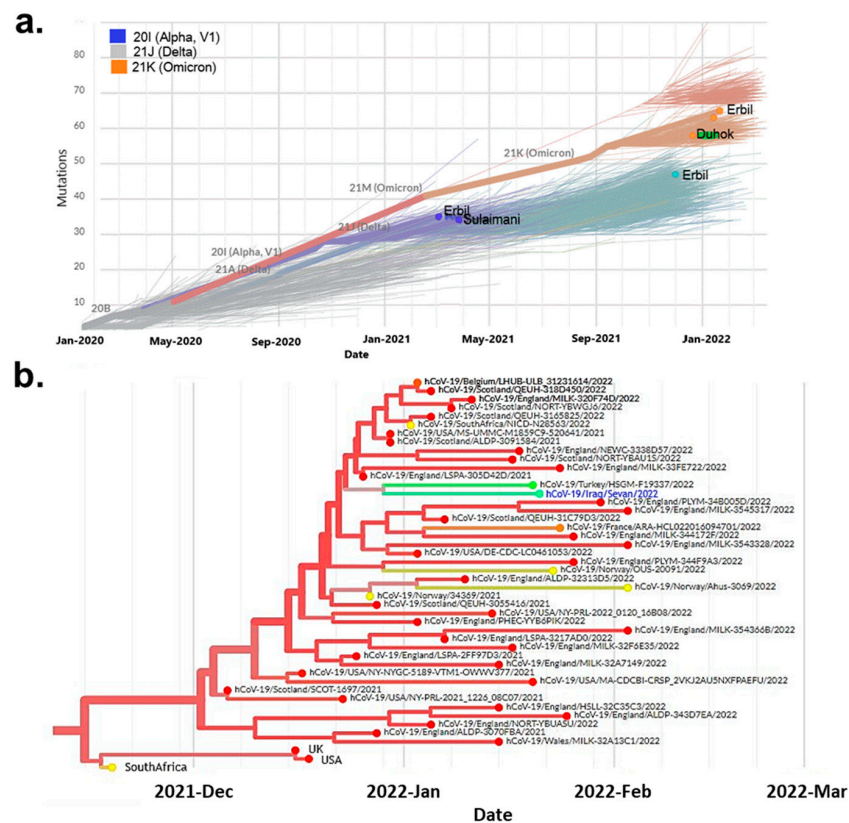 a.
20I (Alpha, V1)
21J (Delta)
21K (Omicron)
80
70
60
50
40
30
20
10
Mutations
Erbil
Duhok
21K (Omicron)
Erbil
21M (Omicron)
Erbil
Sulaimani
21J (Delta)
20I (Alpha, V1)
21A (Delta)
20B
Jan-2020 May-2020 Sep-2020 Jan-2021 May-2021 Sep-2021 Jan-2022
Date
b.
hCoV-19/Belgium/LHUB-ULB_31231614/2022
hCoV-19/Scotland/QEUH-318D450/2022
hCoV-19/England/MILK-320F74D/2022
hCoV-19/Scotland/NORT-YBWGJ6/2022
hCoV-19/Scotland/QEUH-3165825/2022
hCoV-19/SouthAfrica/NICD-N28563/2022
hCoV-19/USA/MS-UMMC-M1859C9-520641/2021
hCoV-19/Scotland/ALDP-3091584/2021
hCoV-19/England/NEWC-3338D57/2022
hCoV-19/Scotland/NORT-YBAU1S/2022
hCoV-19/England/MILK-33FE722/2022
hCoV-19/England/LSPA-305D42D/2021
hCoV-19/Turkey/HSGM-F19337/2022
hCoV-19/Iraq/Sevan/2022
hCoV-19/England/PLYM-34B005D/2022
hCoV-19/England/MILK-3545317/2022
hCoV-19/Scotland/QEUH-31C79D3/2022
hCoV-19/France/ARA-HCL022016094701/2022
hCoV-19/England/MILK-344172F/2022
hCoV-19/England/MILK-3543328/2022
hCoV-19/USA/DE-CDC-LC0461053/2022
hCoV-19/England/PLYM-344F9A3/2022
hCoV-19/Norway/OUS-20091/2022
hCoV-19/England/ALDP-32313D5/2022
hCoV-19/Norway/Ahus-3069/2022
hCoV-19/Norway/34369/2021
hCoV-19/Scotland/QEUH-3055416/2021
hCoV-19/USA/NY-PRL-2022_0120_16B08/2022
hCoV-19/England/PHEC-YYB6PIK/2022
hCoV-19/England/MILK-354366B/2022
hCoV-19/England/LSPA-3217AD0/2022
hCoV-19/England/MILK-32F6E35/2022
hCoV-19/England/LSPA-2FF97D3/2021
hCoV-19/England/MILK-32A7149/2022
hCoV-19/USA/NY-NYGC-5189-VTM1-OWWV377/2021
hCoV-19/USA/MA-CDCBI-CRSP_2VKJ2AU5NXFPAEFU/2022
hCoV-19/Scotland/SCOT-1697/2021
hCoV-19/USA/NY-PRL-2021_1226_08C07/2021
hCoV-19/England/HSLL-32C35C3/2022
hCoV-19/England/ALDP-343D7EA/2022
hCoV-19/England/NORT-YBUASU/2022
hCoV-19/England/ALDP-3070FBA/2021
hCoV-19/Wales/MILK-32A13C1/2022
UK
USA
SouthAfrica
2021-Dec 2022-Jan 2022-Feb 2022-Mar
Date